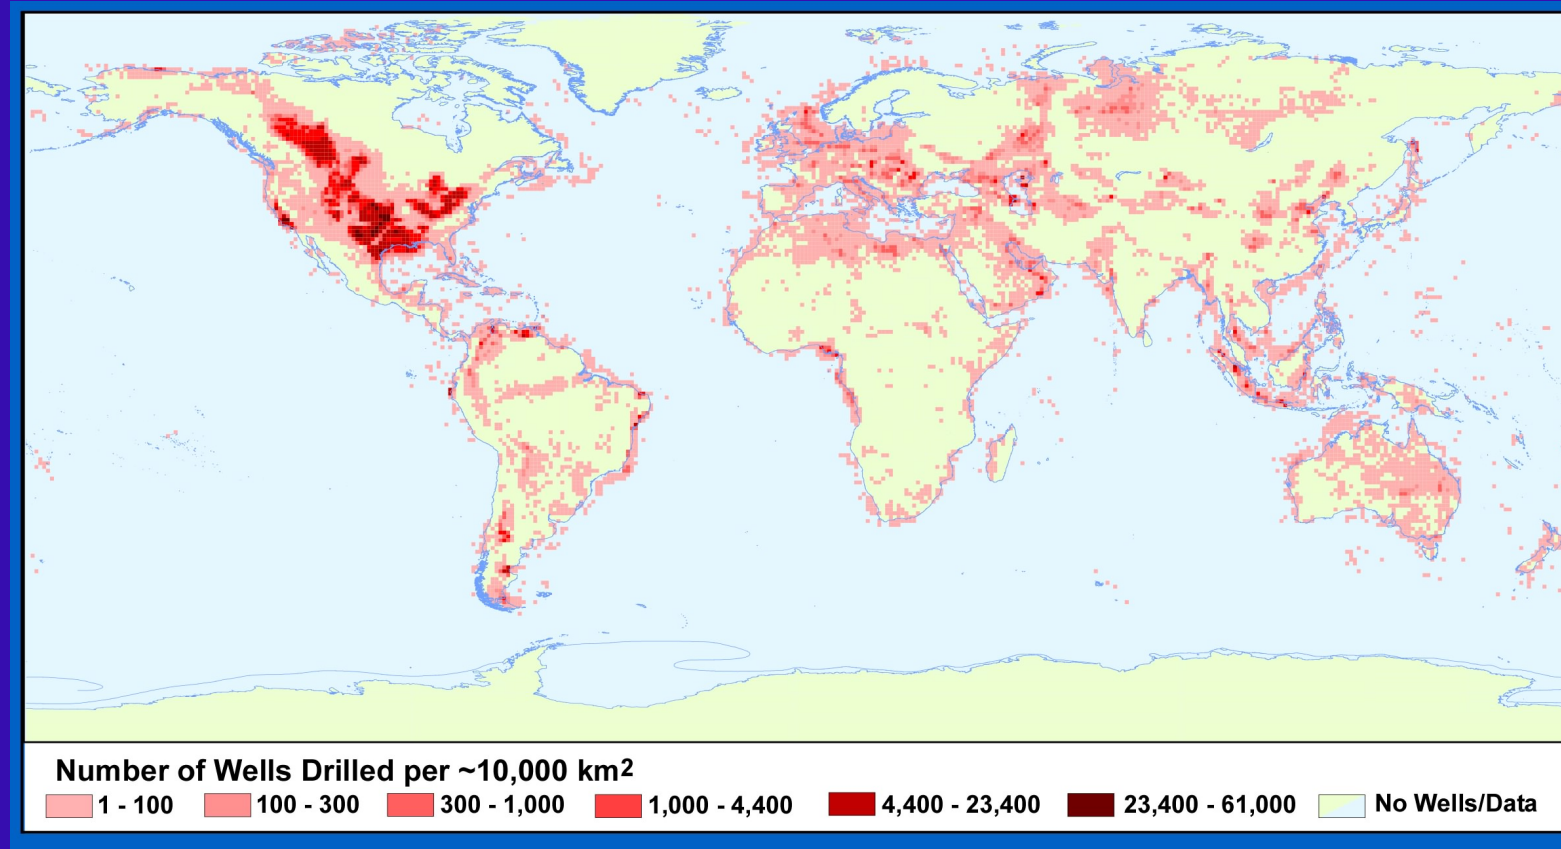 Number of Wells Drilled per ~10,000 km2
1 - 100 100 - 300 300 - 1,000 1,000 - 4,400 4,400 - 23,400 23,400 - 61,000 No Wells/Data